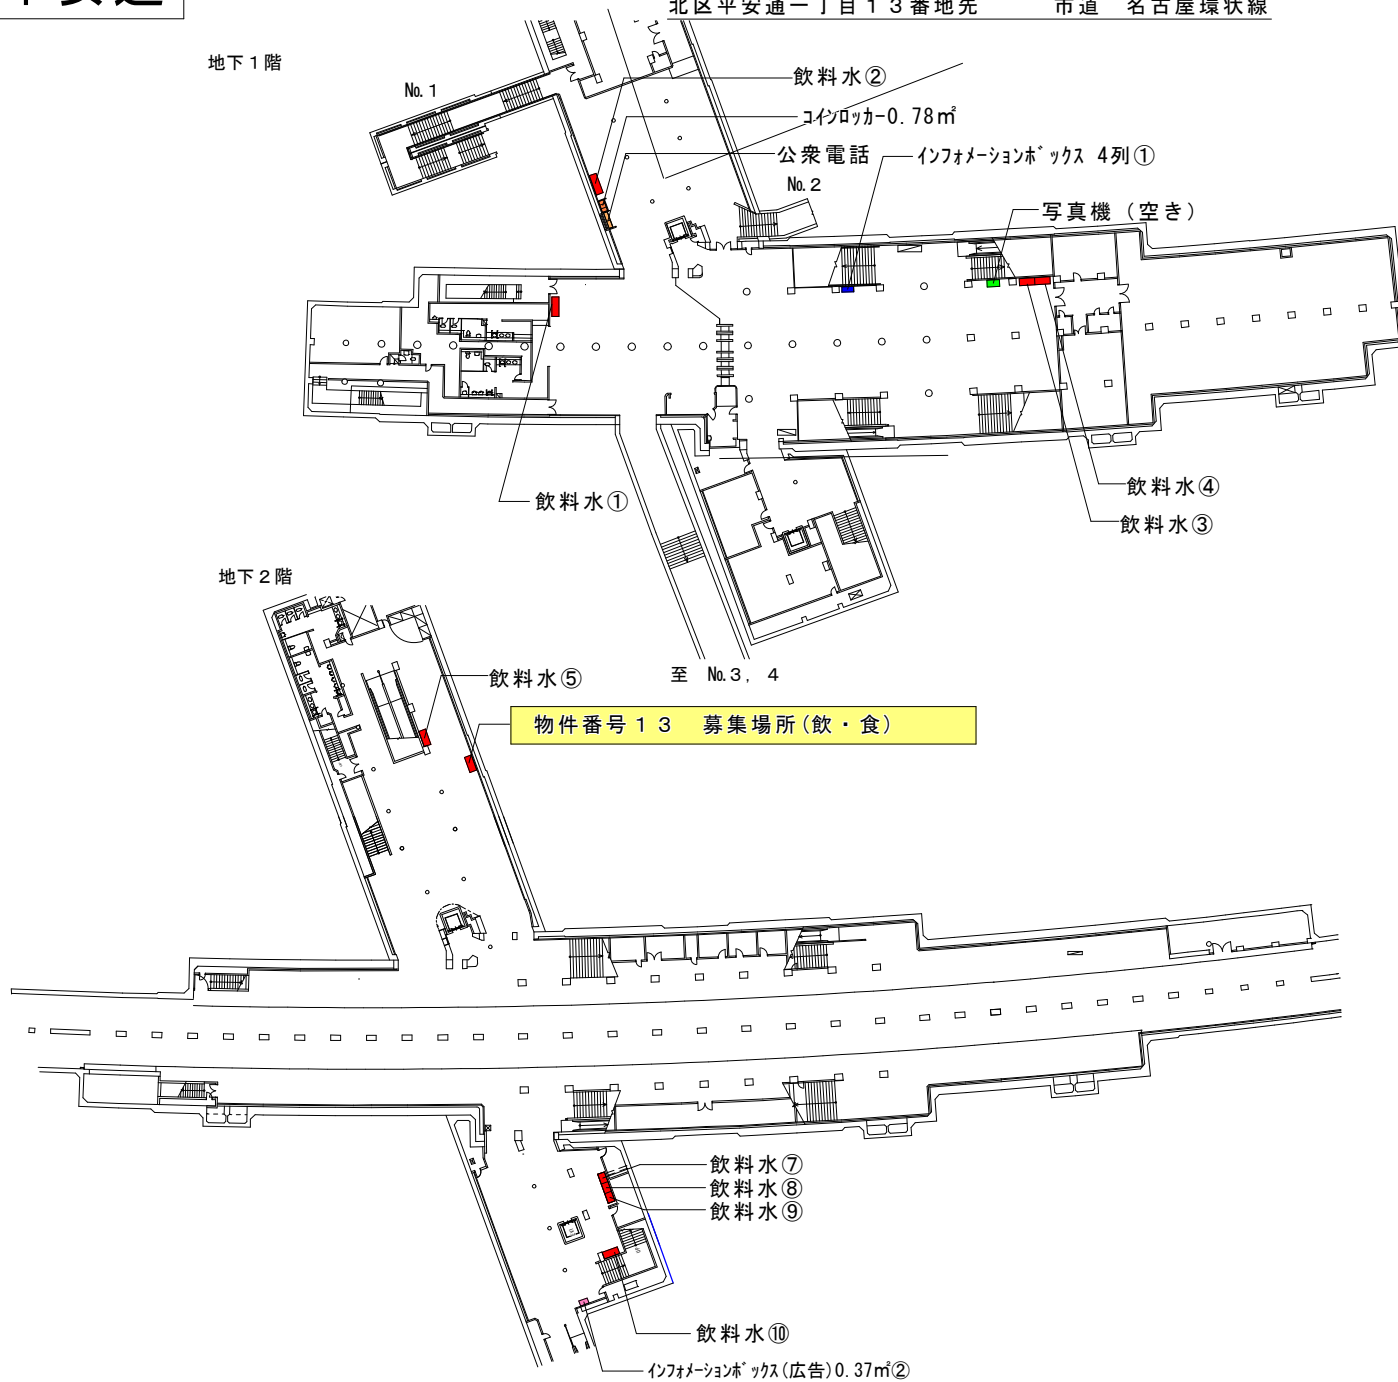 平安通
北区平安通一丁目１３番地先　　　市道　名古屋環状線
地下１階
№.1
飲料水②
コインロッカー0.78㎡
公衆電話
インフォメーションボックス 4列①
№.2
写真機（空き）
飲料水①
飲料水④
飲料水③
地下２階
至　№.3, 4
飲料水⑤
物件番号１３　募集場所(飲・食)
飲料水⑦
飲料水⑧
飲料水⑨
飲料水⑩
インフォメーションボックス(広告)0.37㎡②